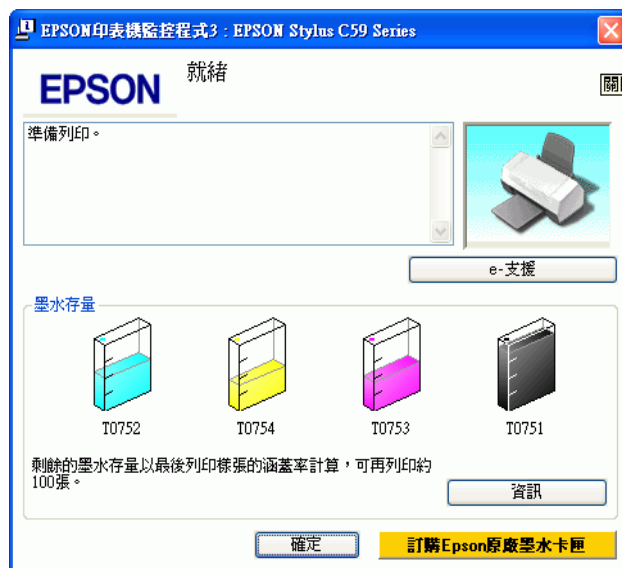 EPSON印表機監控程式3 : EPSON Stylus C59 Series
EPSON
就緒
準備列印。
e-支援
墨水存量
T0752
T0754
T0753
T0751
剩餘的墨水存量以最後列印樣張的涵蓋率計算，可再列印約
100張。
資訊
確定
訂購Epson原廠墨水卡匣